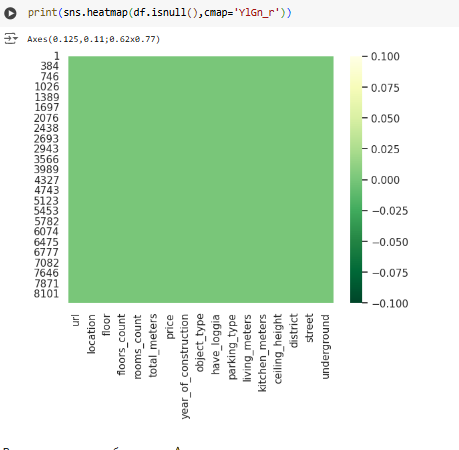 print(sns.heatmap(df.isnull(),cmap='YlGn_r'))
Axes(0.125,0.11;0.62x0.77)
1
384
746
1026
1389
1697
2076
2438
2693
2943
3566
3989
4327
4743
5123
5453
5782
6074
6475
6777
7082
7646
7871
8101
0.100
0.075
0.050
0.025
0.000
−0.025
−0.050
−0.075
−0.100
url
location
floor
floors_count
rooms_count
total_meters
price
year_of_construction
object_type
have_loggia
parking_type
living_meters
kitchen_meters
ceiling_height
district
street
underground